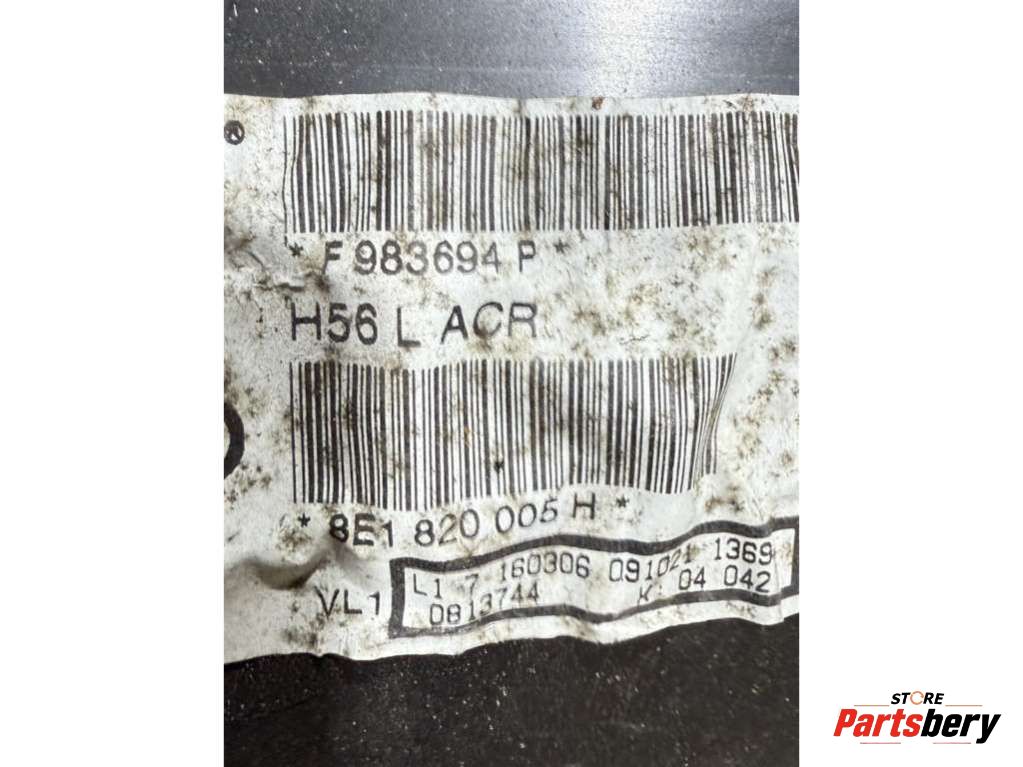 * F 983694 P *
H56 L ACR
* 8E1 820 005 H *
VL1
L1 7 160306 091021 1369
0813744 K: 04 042
STORE
Partsbery